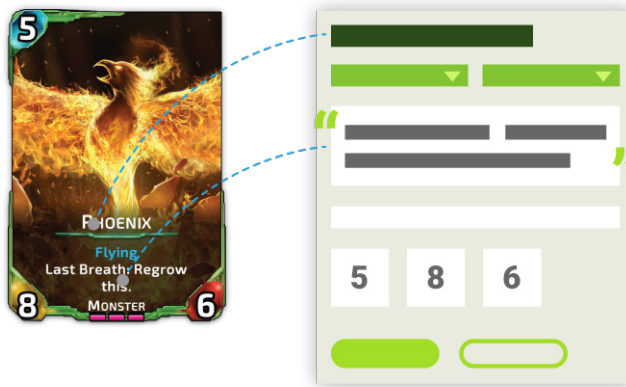 5
PHOENIX
Flying
Last Breath: Regrow
this.
MONSTER
8
6
“
”
5 8 6